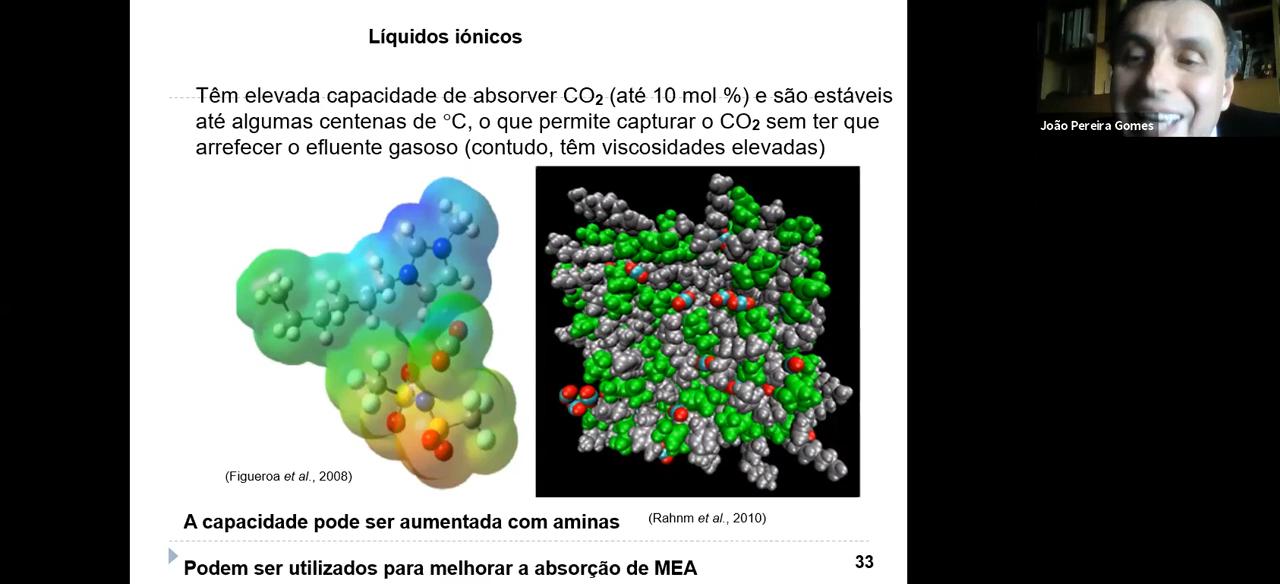 Líquidos iónicos
Têm elevada capacidade de absorver CO₂ (até 10 mol %) e são estáveis
até algumas centenas de °C, o que permite capturar o CO₂ sem ter que
arrefecer o efluente gasoso (contudo, têm viscosidades elevadas)
(Figueroa et al., 2008)
A capacidade pode ser aumentada com aminas
(Rahnm et al., 2010)
Podem ser utilizados para melhorar a absorção de MEA
33
João Pereira Gomes